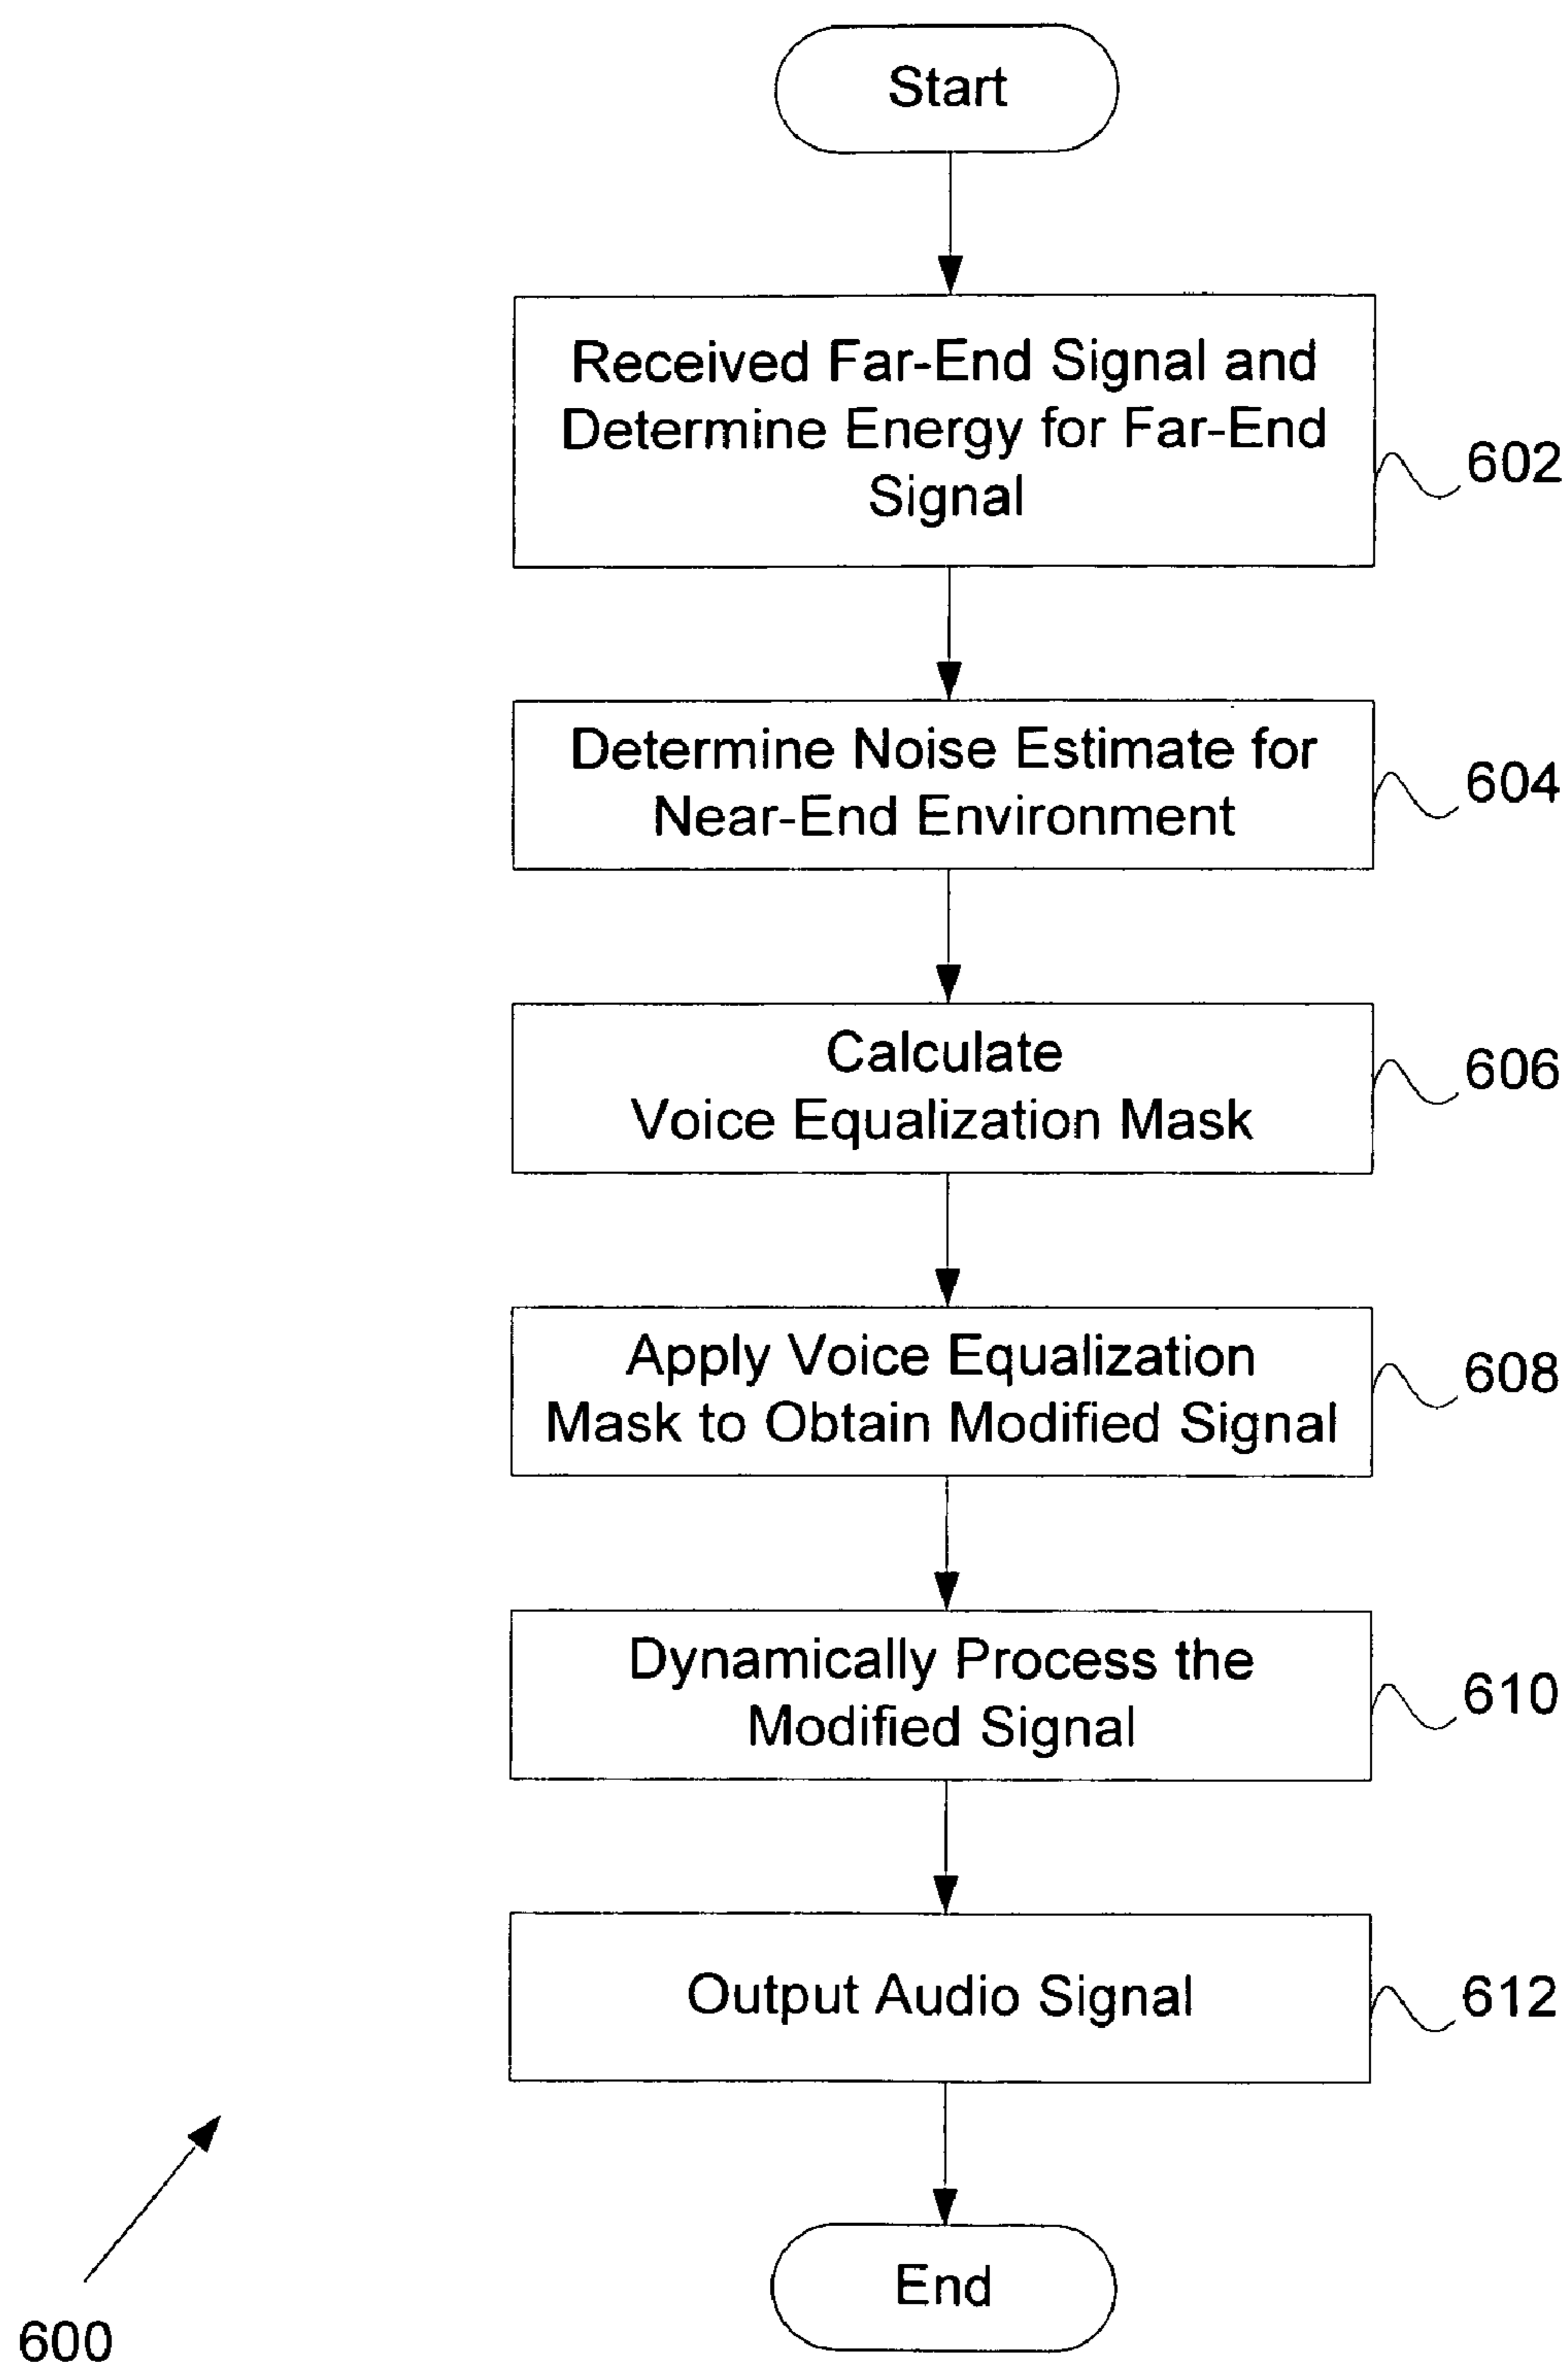 Start
Received Far-End Signal and
Determine Energy for Far-End
Signal
602
Determine Noise Estimate for
Near-End Environment
604
Calculate
Voice Equalization Mask
606
Apply Voice Equalization
Mask to Obtain Modified Signal
608
Dynamically Process the
Modified Signal
610
Output Audio Signal
612
End
600